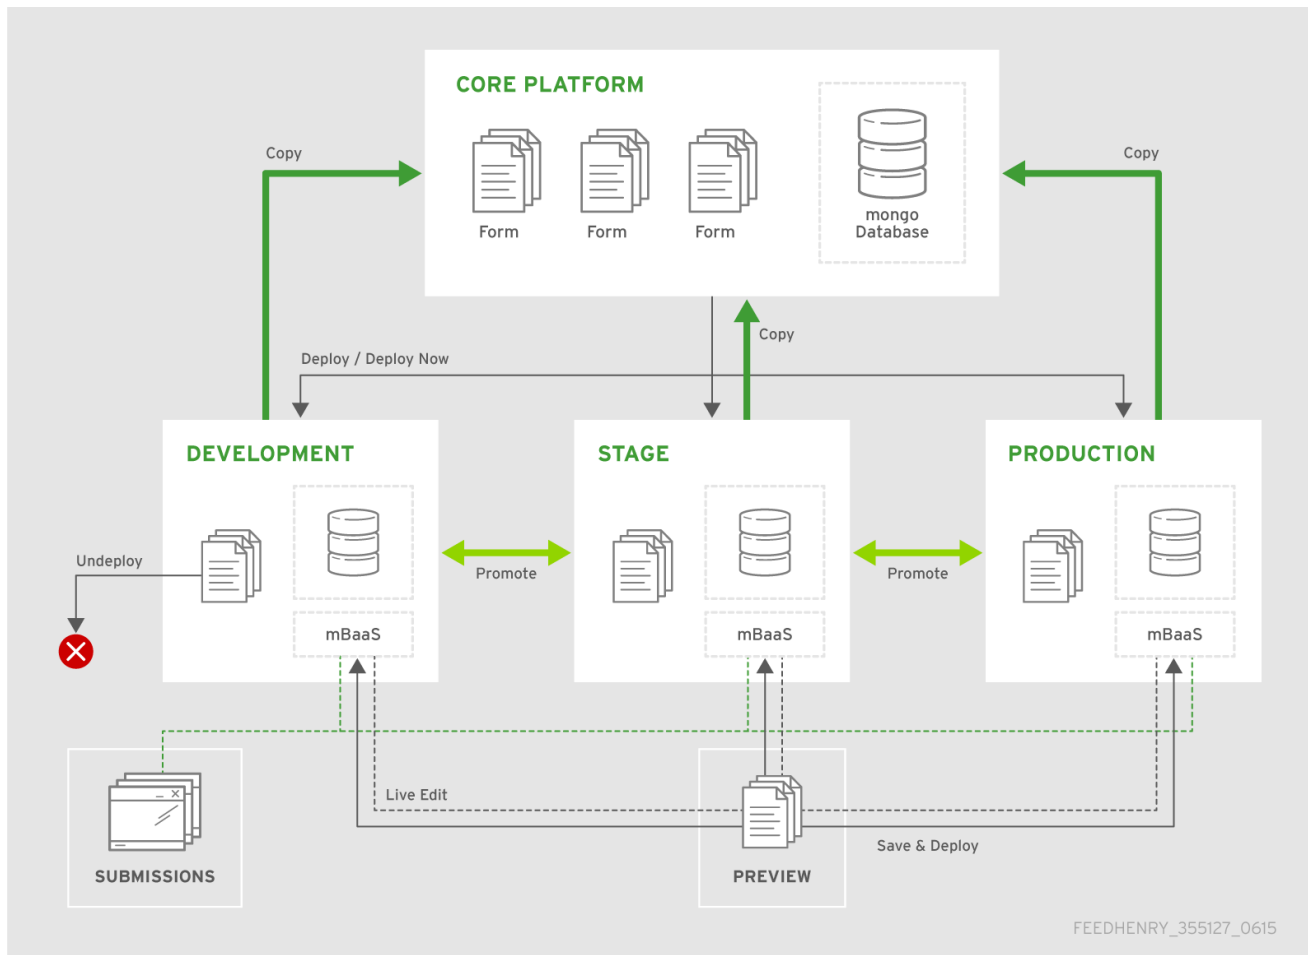 CORE PLATFORM
Form
Form
Form
mongo
Database
Copy
Copy
Copy
Deploy / Deploy Now
DEVELOPMENT
STAGE
PRODUCTION
Undeploy
Promote
Promote
mBaaS
mBaaS
mBaaS
Live Edit
Save & Deploy
SUBMISSIONS
PREVIEW
FEEDHENRY_355127_0615